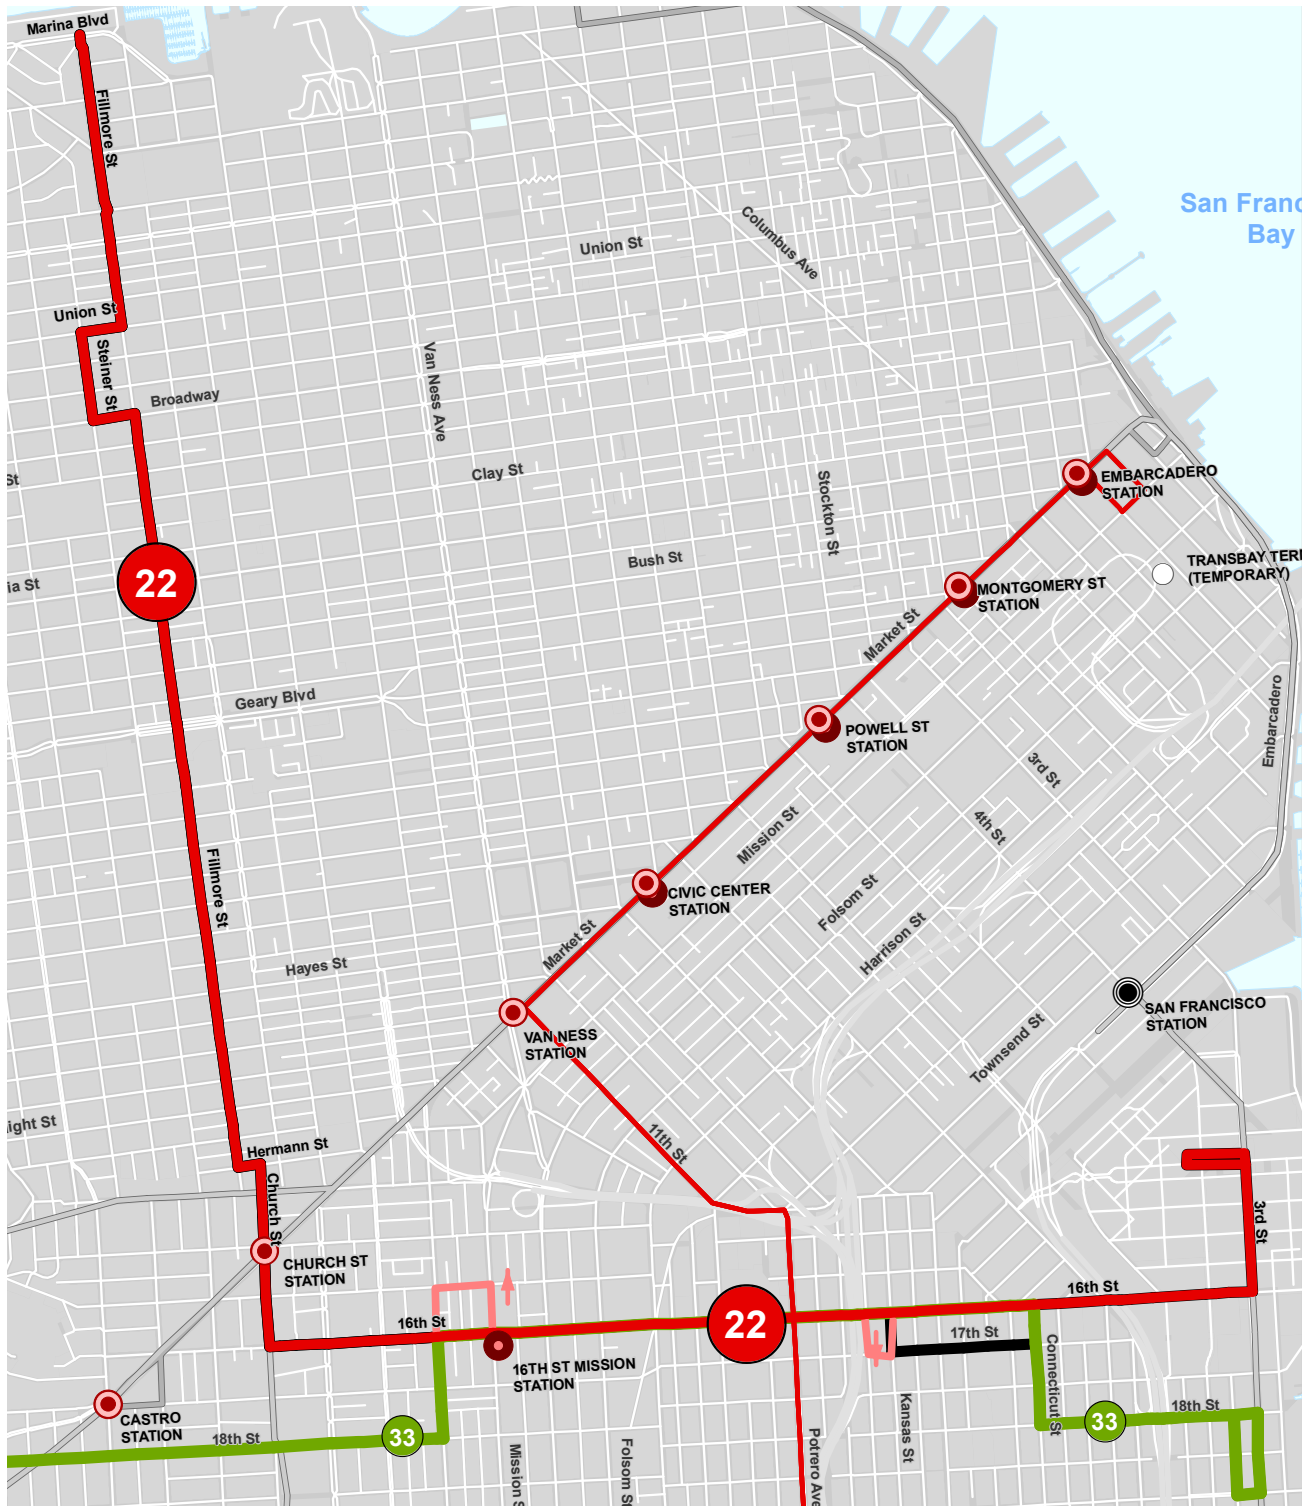 Marina Blvd
Fillmore St
San Franc
Bay
Columbus Ave
Union St
Union St
Steiner St
Van Ness Ave
Broadway
Clay St
St
Stockton St
EMBARCADERO
STATION
TRANSBAY TER
(TEMPORARY)
Bush St
22
ia St
MONTGOMERY ST
STATION
Market St
Geary Blvd
Embarcadero
POWELL ST
STATION
3rd St
4th St
Mission St
Fillmore St
CIVIC CENTER
STATION
Folsom St
Harrison St
Market St
Hayes St
SAN FRANCISCO
STATION
VAN NESS
STATION
Townsend St
ight St
11th St
Hermann St
Church St
3rd St
CHURCH ST
STATION
16th St
16th St
22
17th St
16TH ST MISSION
STATION
Connecticut St
CASTRO
STATION
18th St
33
Kansas St
33
18th St
Mission S
Folsom St
Potrero Ave